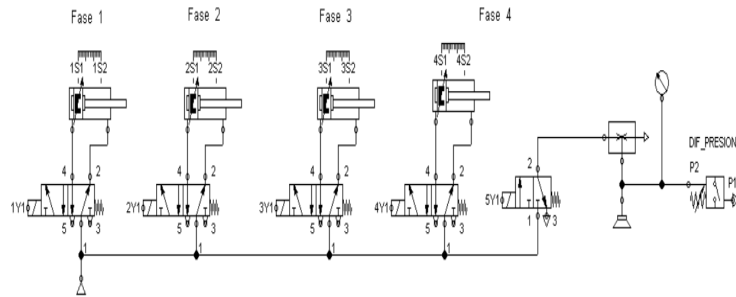 Fase 1 Fase 2 Fase 3 Fase 4
1S1 1S2 2S1 2S2 3S1 3S2 4S1 4S2
DIF_PRESION
4 2 4 2 4 2 4 2 2 P2 P1
1Y1 2Y1 3Y1 4Y1 5Y1
5 3 5 3 5 3 5 3 1 3
1 1 1 1